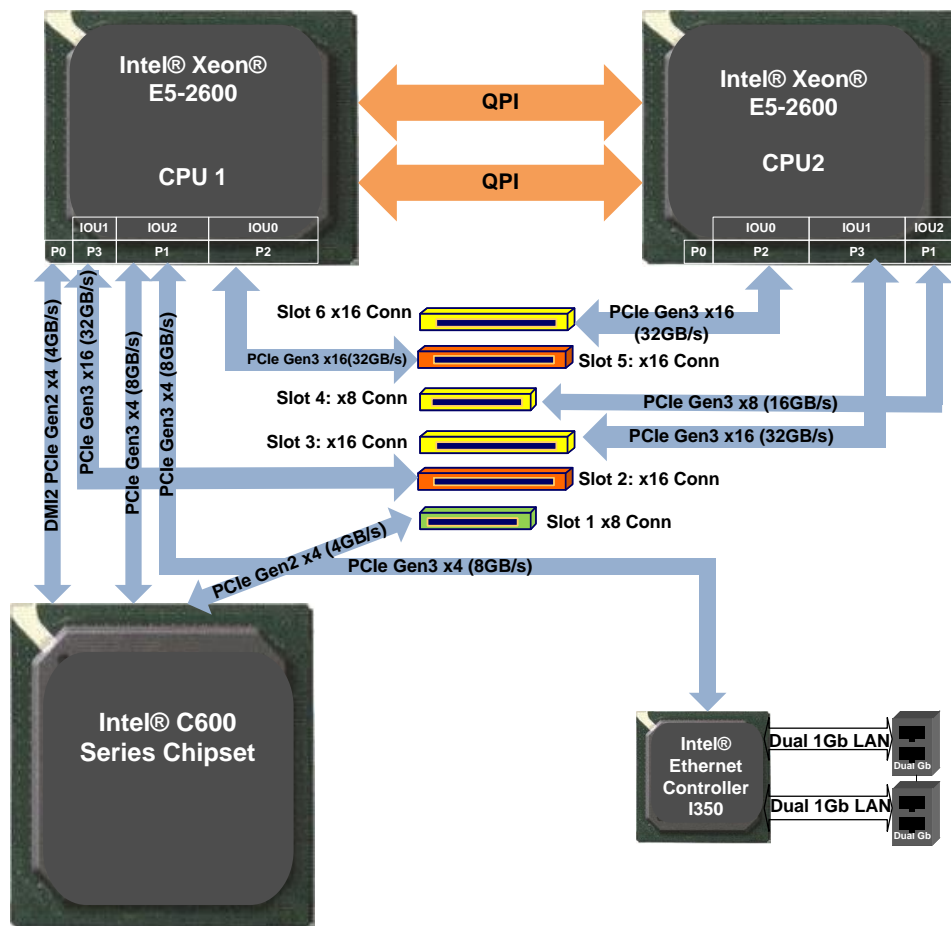 Intel® Xeon®
E5-2600
CPU 1
QPI
QPI
Intel® Xeon®
E5-2600
CPU2
IOU1 IOU2 IOU0
P0 P3 P1 P2
IOU0 IOU1 IOU2
P0 P2 P3 P1
DMI2 PCIe Gen2 x4 (4GB/s)
PCIe Gen3 x16 (32GB/s)
PCIe Gen3 x4 (8GB/s)
PCIe Gen3 x4 (8GB/s)
Slot 6 x16 Conn
PCIe Gen3 x16
(32GB/s)
PCIe Gen3 x16(32GB/s)
Slot 5: x16 Conn
Slot 4: x8 Conn
PCIe Gen3 x8 (16GB/s)
Slot 3: x16 Conn
PCIe Gen3 x16 (32GB/s)
Slot 2: x16 Conn
Slot 1 x8 Conn
PCIe Gen2 x4 (4GB/s)
PCIe Gen3 x4 (8GB/s)
Intel® C600
Series Chipset
Intel®
Ethernet
Controller
I350
Dual 1Gb LAN
Dual Gb
Dual 1Gb LAN
Dual Gb